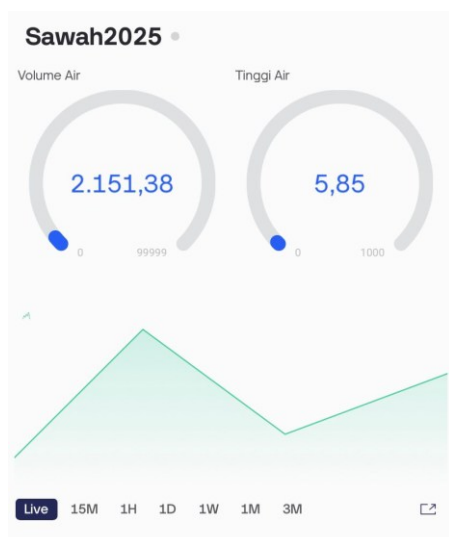 Sawah2025
Volume Air
Tinggi Air
2.151,38
5,85
0
99999
0
1000
Live
15M
1H
1D
1W
1M
3M